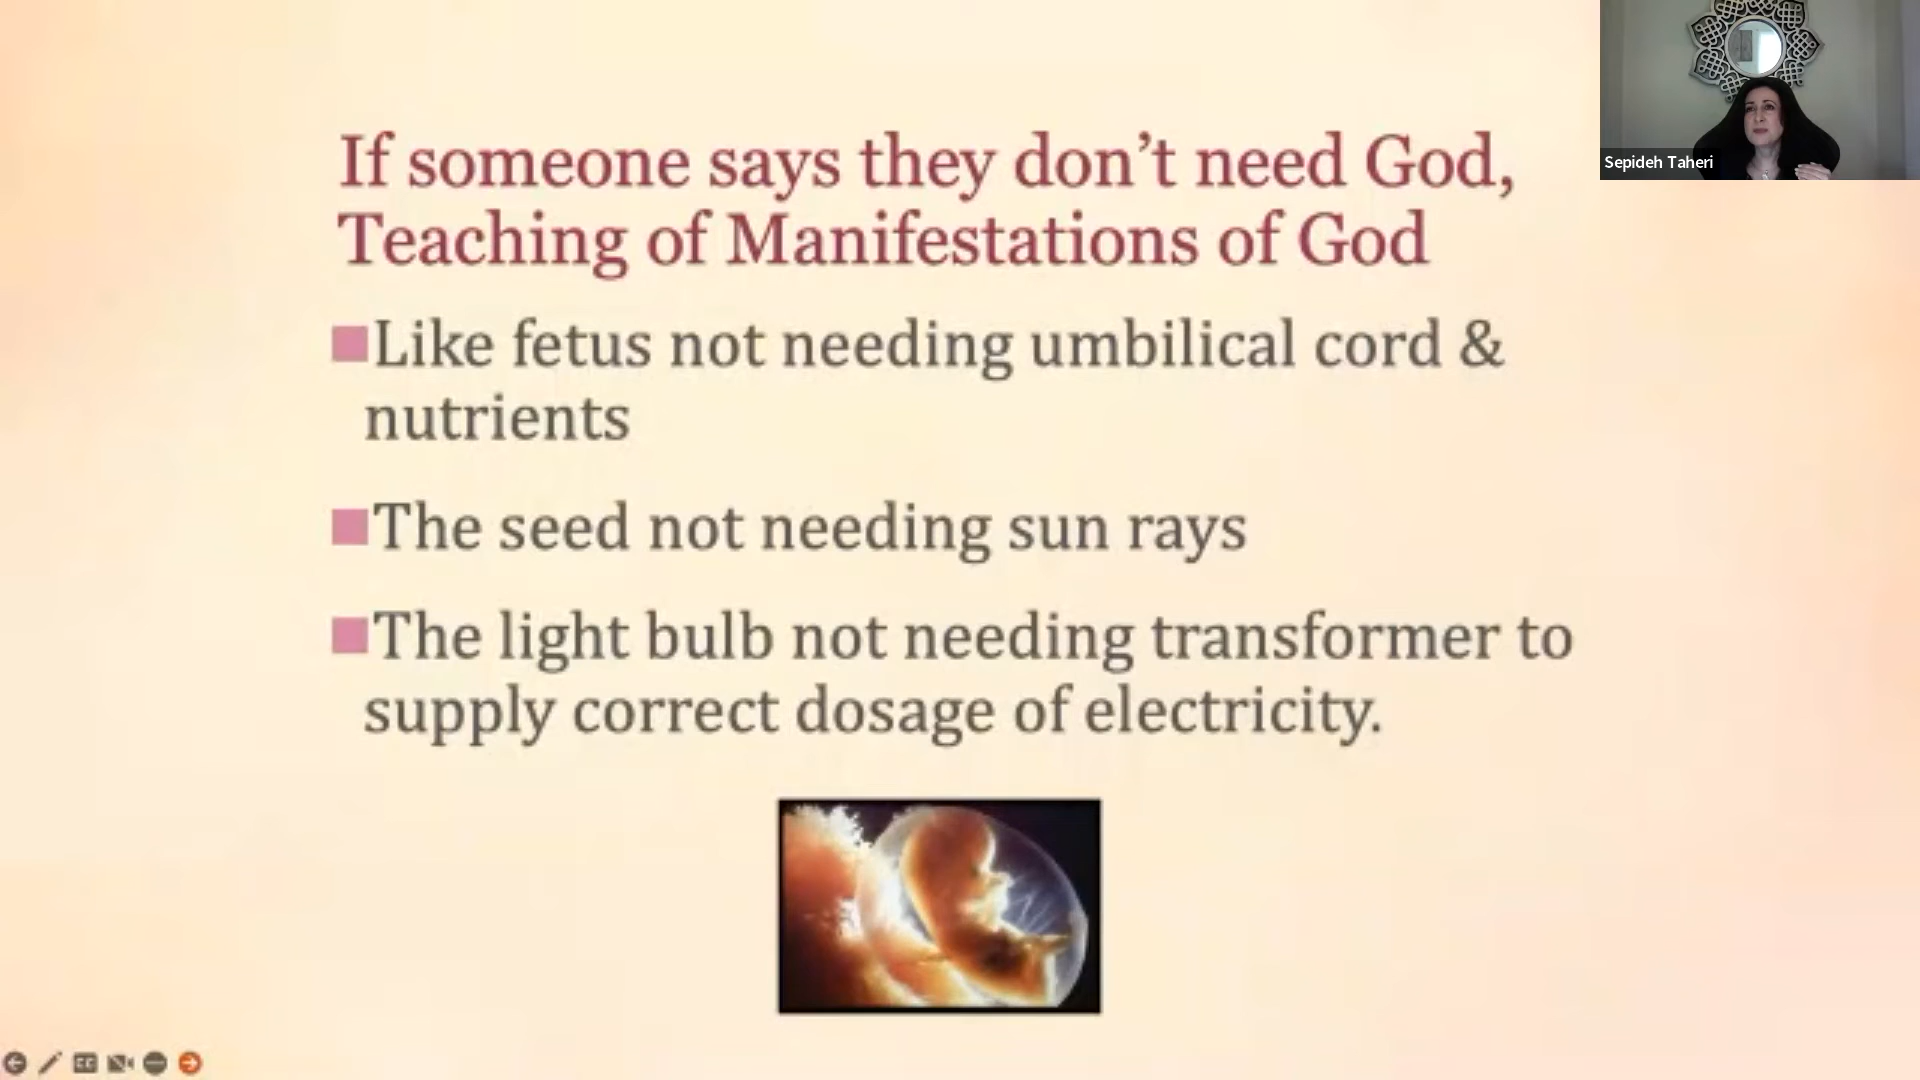 If someone says they don’t need God,
Teaching of Manifestations of God
Like fetus not needing umbilical cord &
nutrients
The seed not needing sun rays
The light bulb not needing transformer to
supply correct dosage of electricity.
Sepideh Taheri